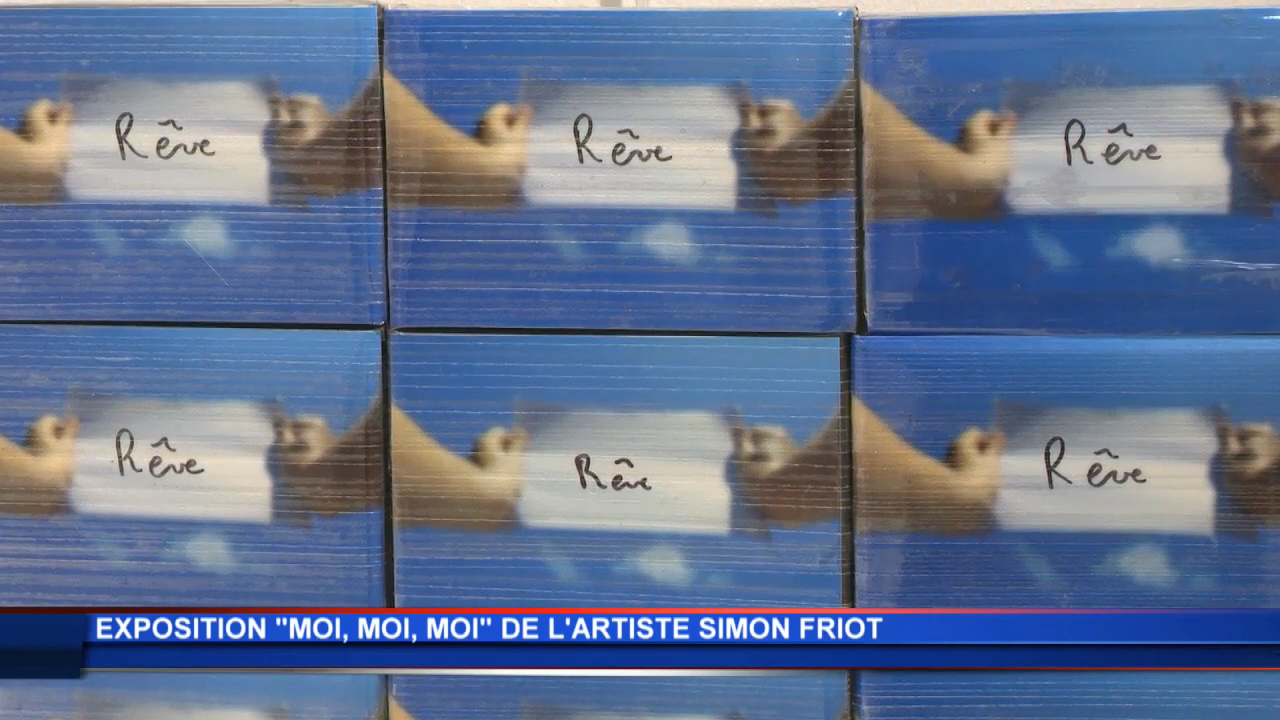 Rêve Rêve Rêve
Rêve Rêve Rêve
EXPOSITION "MOI, MOI, MOI" DE L'ARTISTE SIMON FRIOT